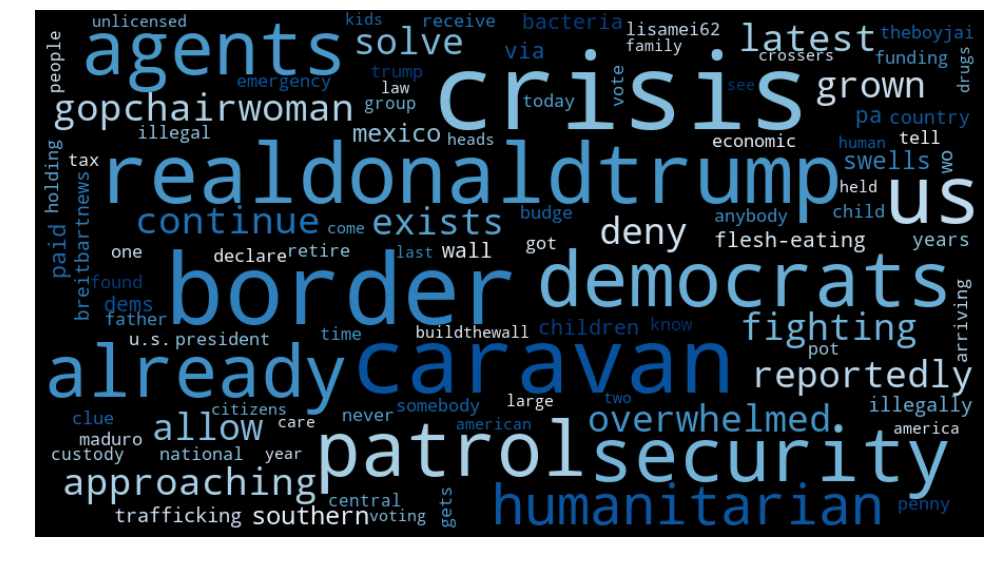 unlicensed
kids
receive
bacteria
lisamei62
latest
theboyjai
people
agents
solve
via
family
crossers
funding
drugs
emergency
trump
law
crisis
vote
see
grown
gopchairwoman
group
today
pa
country
illegal
mexico
heads
economic
human
tell
holding
tax
realdonaldtrump
swells
wo
breitbartnews
held
us
continue
come
exists
budge
anybody
child
paid
one
declare
retire
last
wall
got
deny
flesh-eating
years
found
border
democrats
dems
father
arriving
u.s.
president
time
buildthewall
children
know
fighting
pot
already
caravan
reportedly
clue
citizens
never
somebody
large
two
illegally
maduro
allow
care
american
overwhelmed.
america
custody
national
year
patrol
security
approaching
central
gets
humanitarian
penny
trafficking
southern
voting